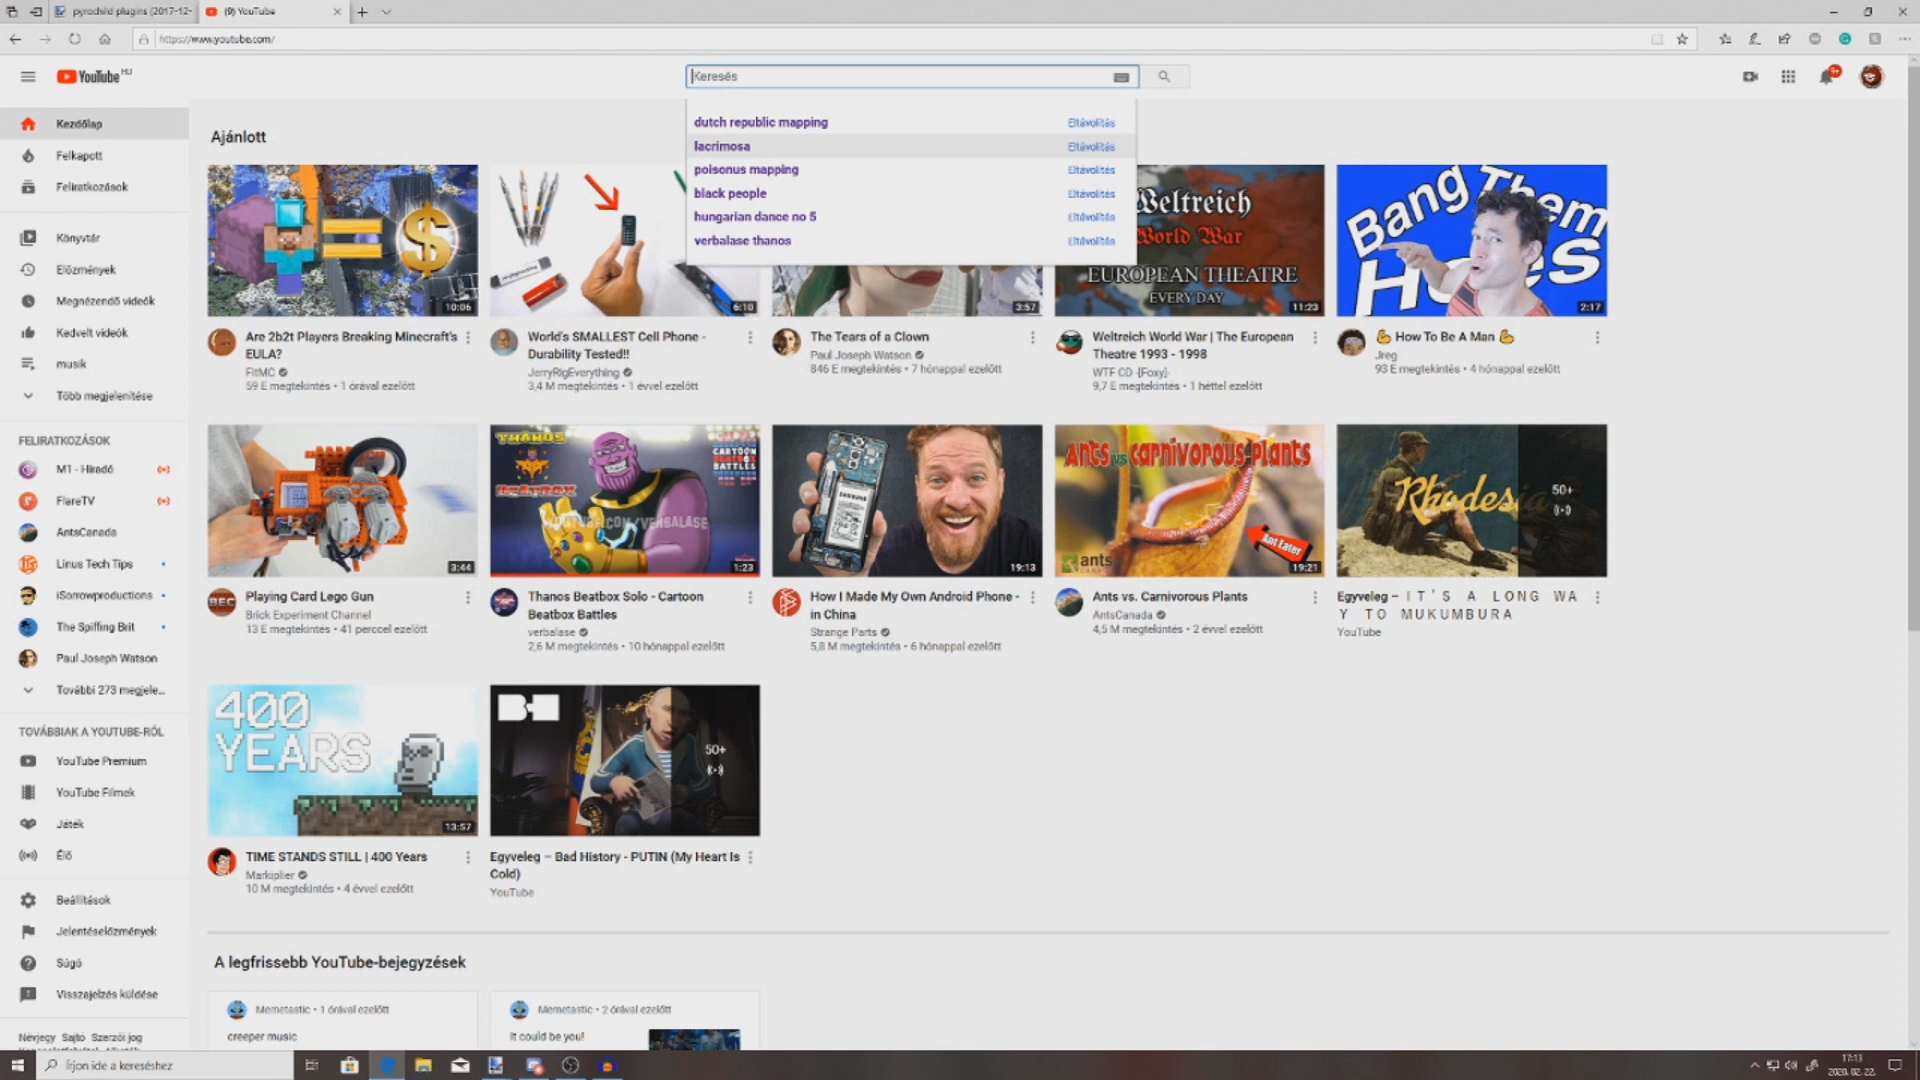 pyrochild plugins (2017-12-
(9) YouTube
https://www.youtube.com/
YouTube HU
Keresés
dutch republic mapping Eltávolítás
lacrimosa Eltávolítás
poisonus mapping Eltávolítás
black people Eltávolítás
hungarian dance no 5 Eltávolítás
verbalase thanos Eltávolítás
Kezdőlap
Felkapott
Feliratkozások
Könyvtár
Előzmények
Megnézendő videók
Kedvelt videók
musik
Több megjelenítése
FELIRATKOZÁSOK
M1 - Híradó
FlareTV
AntsCanada
Linus Tech Tips
iSorrowproductions
The Spiffing Brit
Paul Joseph Watson
További 273 megjele...
TOVÁBBIAK A YOUTUBE-RÓL
YouTube Premium
YouTube Filmek
Játék
Élő
Beállítások
Jelentéselőzmények
Súgó
Visszajelzés küldése
Névjegy Sajtó Szerzői jog
Ajánlott
10:06
Are 2b2t Players Breaking Minecraft's
EULA?
FitMC
59 E megtekintés • 1 órával ezelőtt
6:10
World's SMALLEST Cell Phone -
Durability Tested!!
JerryRigEverything
3,4 M megtekintés • 1 évvel ezelőtt
3:57
The Tears of a Clown
Paul Joseph Watson
846 E megtekintés • 7 hónappal ezelőtt
Weltreich
World War
EUROPEAN THEATRE
EVERY DAY
11:23
Weltreich World War | The European
Theatre 1993 - 1998
WTF CD -[Foxy]-
9,7 E megtekintés • 1 héttel ezelőtt
Bang Them
Hoes
2:17
How To Be A Man
Jreg
93 E megtekintés • 4 hónappal ezelőtt
3:44
BEC
Playing Card Lego Gun
Brick Experiment Channel
13 E megtekintés • 41 perccel ezelőtt
THANOS
BEATBOX
CARTOON
BEATBOX
BATTLES
YOUTUBE.COM/VERBALASE
1:23
Thanos Beatbox Solo - Cartoon
Beatbox Battles
verbalase
2,6 M megtekintés • 10 hónappal ezelőtt
SAMSUNG
19:13
How I Made My Own Android Phone -
in China
Strange Parts
5,8 M megtekintés • 6 hónappal ezelőtt
Ants vs carnivorous plants
Ant Eater
ants
19:21
Ants vs. Carnivorous Plants
AntsCanada
4,5 M megtekintés • 2 évvel ezelőtt
Rhodesia
50+
Egyveleg – I T ' S A L O N G W A
Y T O M U K U M B U R A
YouTube
400
YEARS
13:57
TIME STANDS STILL | 400 Years
Markiplier
10 M megtekintés • 4 évvel ezelőtt
50+
Egyveleg – Bad History - PUTIN (My Heart Is
Cold)
YouTube
A legfrissebb YouTube-bejegyzések
Memetastic • 1 órával ezelőtt
creeper music
Memetastic • 2 órával ezelőtt
It could be you!
Írjon ide a kereséshez
17:13
2020. 02. 22.